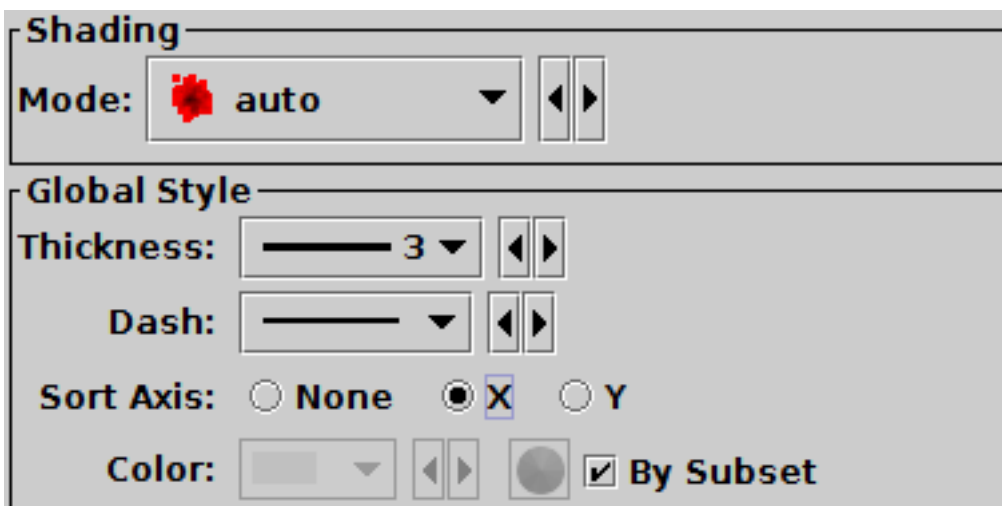 Shading
Mode: auto
Global Style
Thickness: 3
Dash:
Sort Axis: None X Y
Color: By Subset